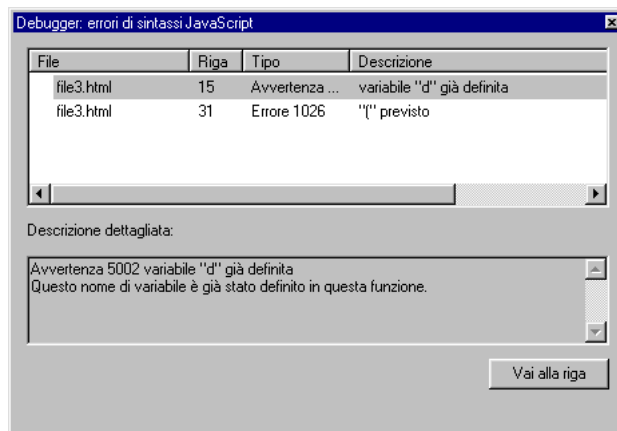 Debugger: errori di sintassi JavaScript
File Riga Tipo Descrizione
file3.html 15 Avvertenza ... variabile "d" già definita
file3.html 31 Errore 1026 "(" previsto
Descrizione dettagliata:
Avvertenza 5002 variabile "d" già definita
Questo nome di variabile è già stato definito in questa funzione.
Vai alla riga